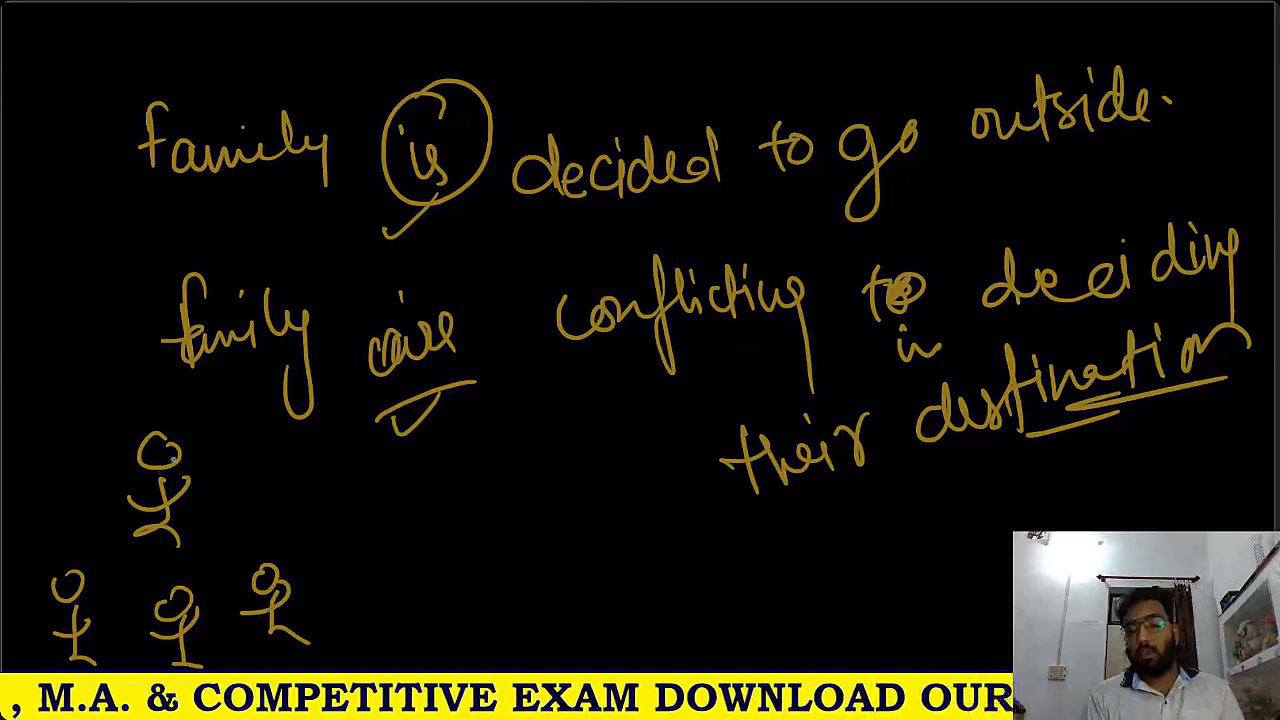 family is decided to go outside.
family are conflicting to deciding
in
their destination
, M.A. & COMPETITIVE EXAM DOWNLOAD OUR